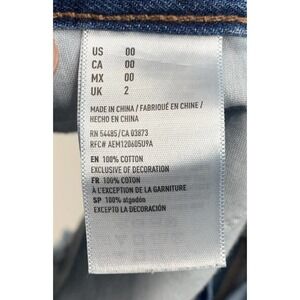 US 00
CA 00
MX 00
UK 2
MADE IN CHINA / FABRIQUÉ EN CHINE /
HECHO EN CHINA
RN 54485/CA 03873
RFC# AEM120605U9A
EN 100% COTTON
EXCLUSIVE OF DECORATION
FR 100% COTON
À L'EXCEPTION DE LA GARNITURE
SP 100% algodón
EXCEPTO LA DECORACIÓN